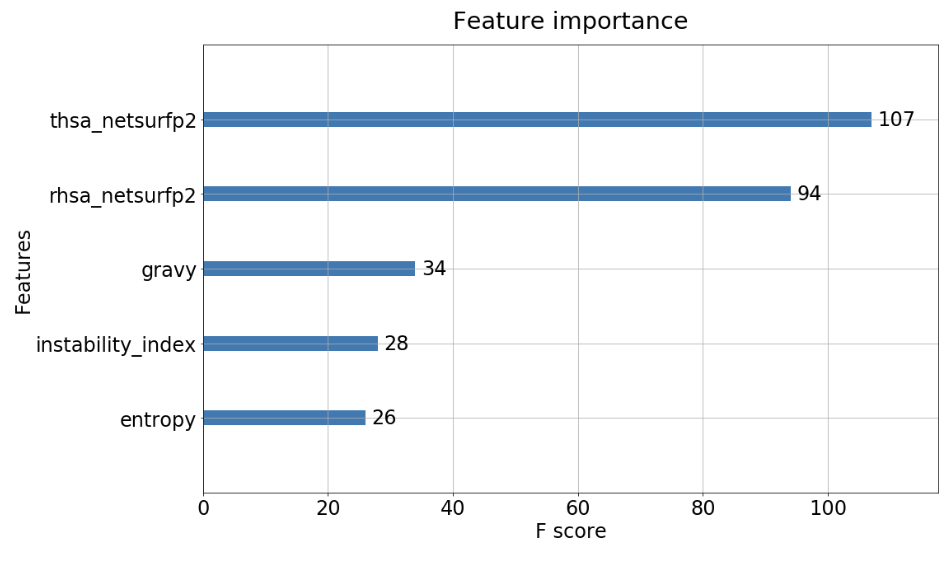 Feature importance
Features
thsa_netsurfp2 107
rhsa_netsurfp2 94
gravy 34
instability_index 28
entropy 26
0 20 40 60 80 100
F score